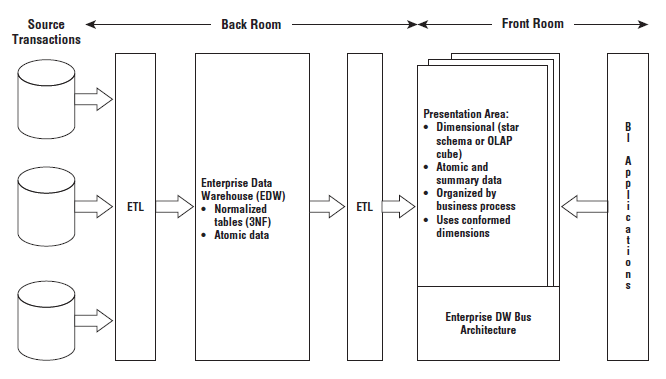 Source
Transactions
Back Room
Front Room
ETL
Enterprise Data
Warehouse (EDW)
• Normalized
tables (3NF)
• Atomic data
ETL
Presentation Area:
• Dimensional (star
schema or OLAP
cube)
• Atomic and
summary data
• Organized by
business process
• Uses conformed
dimensions
Enterprise DW Bus
Architecture
BI Applications